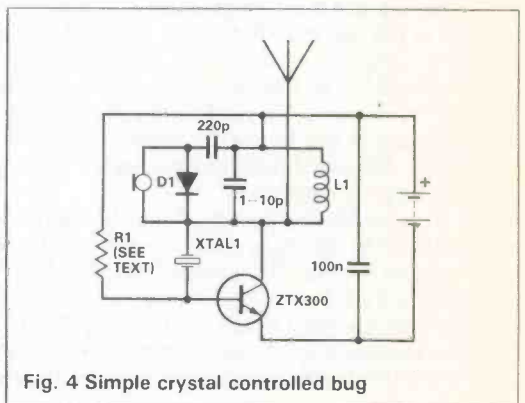 220p
D1
1--10p
L1
+
R1
(SEE
TEXT)
XTAL1
100n
ZTX300
Fig. 4 Simple crystal controlled bug